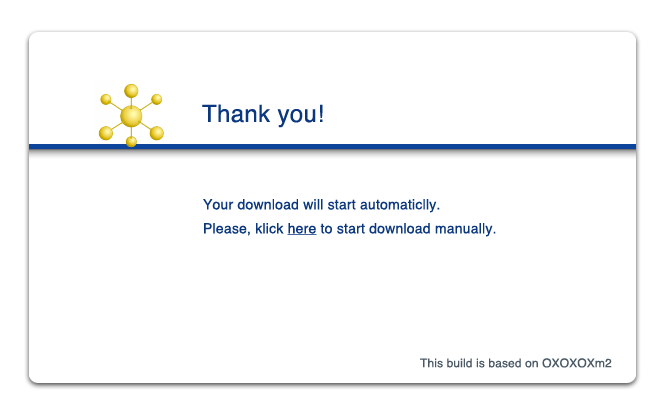 Thank you!
Your download will start automaticlly.
Please, klick here to start download manually.
This build is based on OXOXOXm2